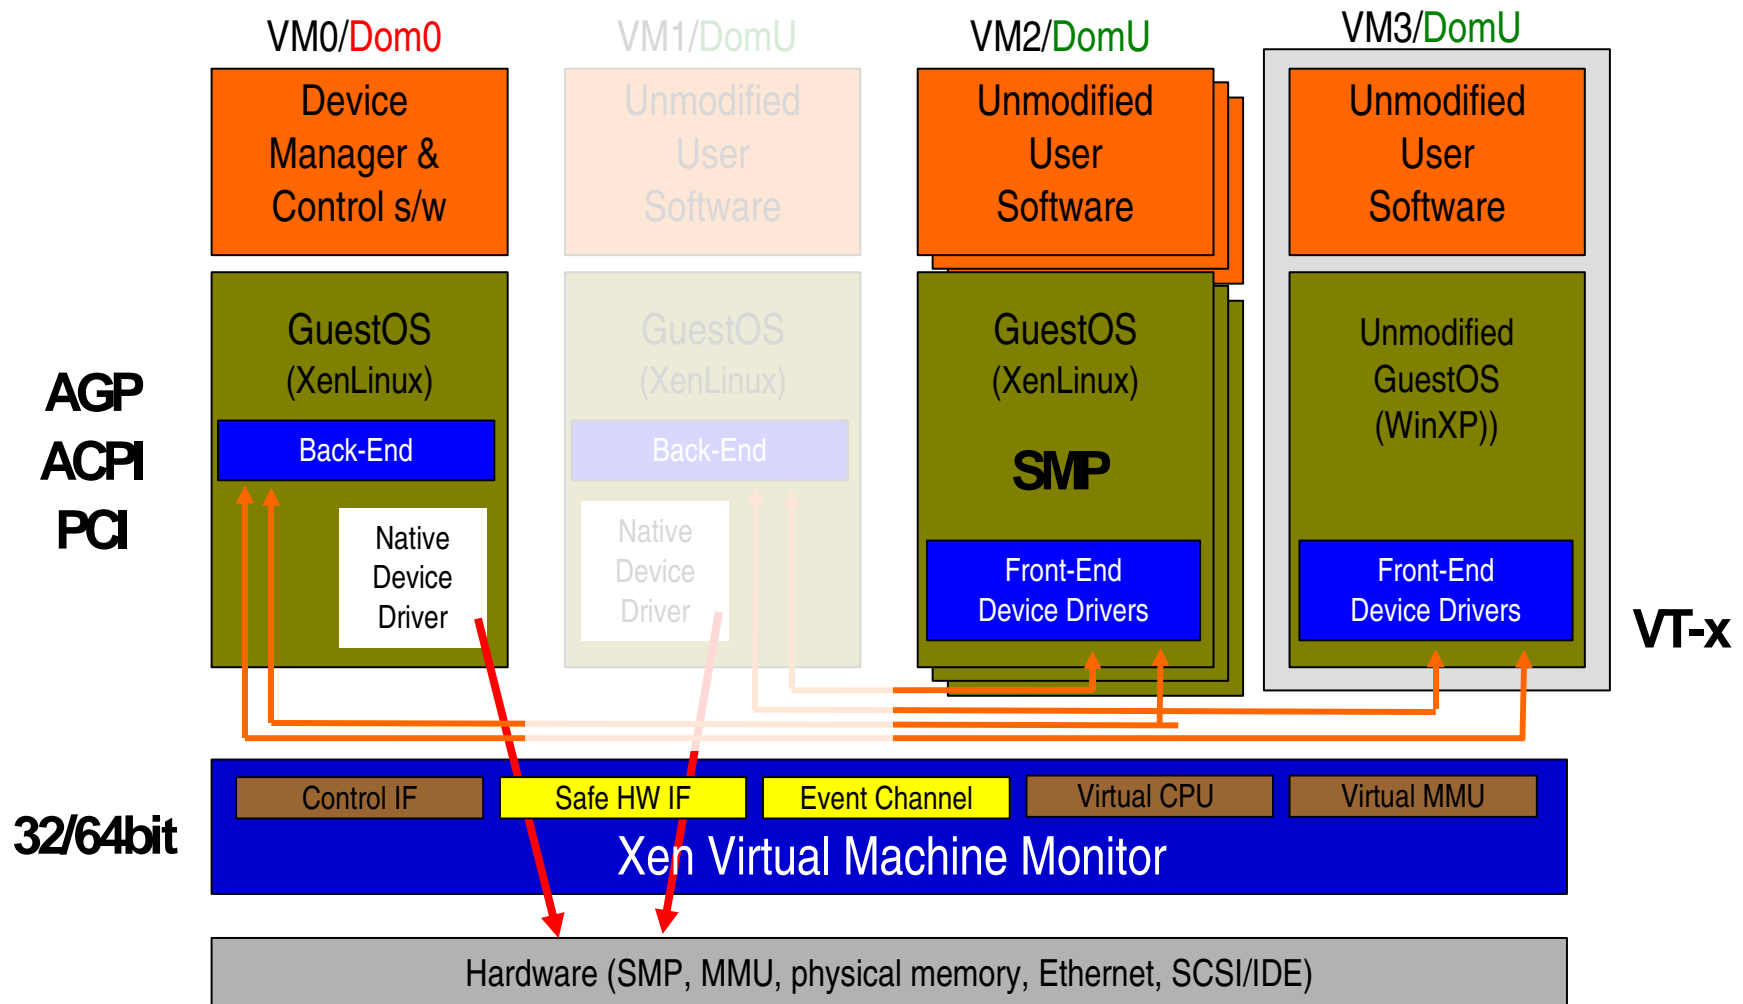 VM0/Dom0
Device
Manager &
Control s/w
GuestOS
(XenLinux)
Back-End
Native
Device
Driver
VM1/DomU
Unmodified
User
Software
GuestOS
(XenLinux)
Back-End
Native
Device
Driver
VM2/DomU
Unmodified
User
Software
GuestOS
(XenLinux)
SMP
Front-End
Device Drivers
VM3/DomU
Unmodified
User
Software
Unmodified
GuestOS
(WinXP))
Front-End
Device Drivers
AGP
ACPI
PCI
VT-x
32/64bit
Control IF
Safe HW IF
Event Channel
Virtual CPU
Virtual MMU
Xen Virtual Machine Monitor
Hardware (SMP, MMU, physical memory, Ethernet, SCSI/IDE)